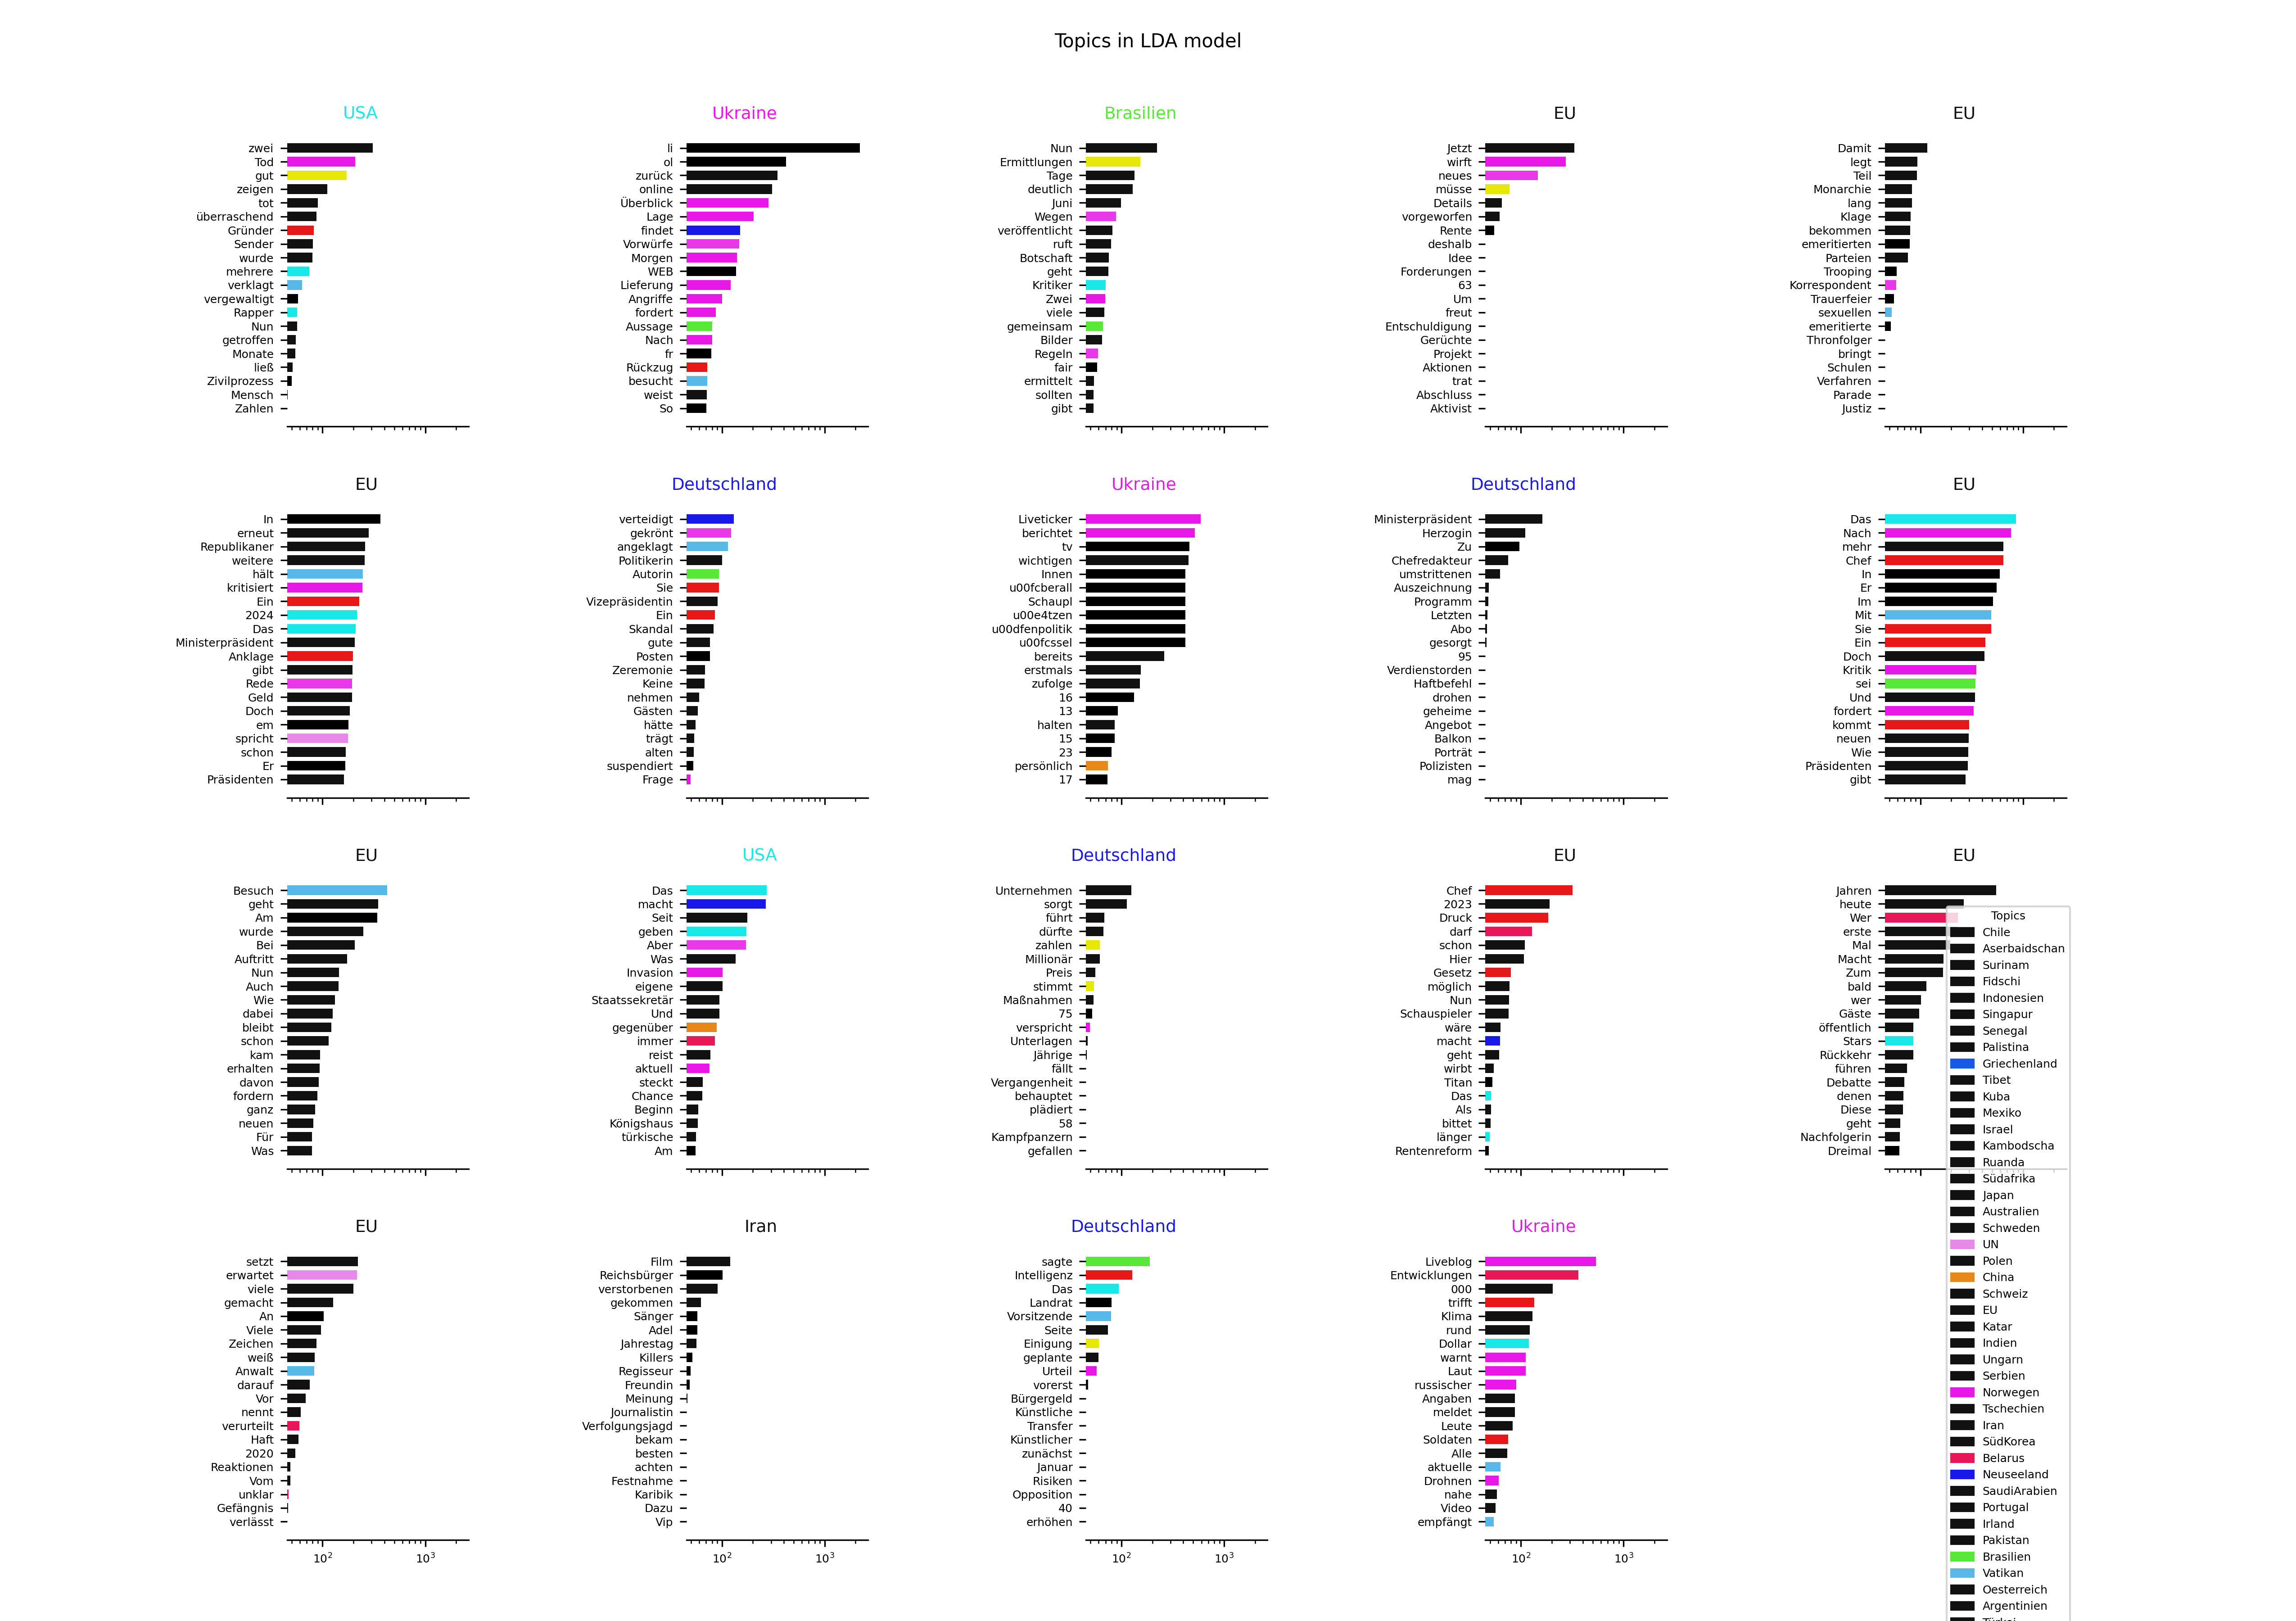 Topics in LDA model
USA
zwei
Tod
gut
zeigen
tot
überraschend
Gründer
Sender
wurde
mehrere
verklagt
vergewaltigt
Rapper
Nun
getroffen
Monate
ließ
Zivilprozess
Mensch
Zahlen
Ukraine
li
ol
zurück
online
Überblick
Lage
findet
Vorwürfe
Morgen
WEB
Lieferung
Angriffe
fordert
Aussage
Nach
fr
Rückzug
besucht
weist
So
Brasilien
Nun
Ermittlungen
Tage
deutlich
Juni
Wegen
veröffentlicht
ruft
Botschaft
geht
Kritiker
Zwei
viele
gemeinsam
Bilder
Regeln
fair
ermittelt
sollten
gibt
EU
Jetzt
wirft
neues
müsse
Details
vorgeworfen
Rente
deshalb
Idee
Forderungen
63
Um
freut
Entschuldigung
Gerüchte
Projekt
Aktionen
trat
Abschluss
Aktivist
EU
Damit
legt
Teil
Monarchie
lang
Klage
bekommen
emeritierten
Parteien
Trooping
Korrespondent
Trauerfeier
sexuellen
emeritierte
Thronfolger
bringt
Schulen
Verfahren
Parade
Justiz
EU
In
erneut
Republikaner
weitere
hält
kritisiert
Ein
2024
Das
Ministerpräsident
Anklage
gibt
Rede
Geld
Doch
em
spricht
schon
Er
Präsidenten
Deutschland
verteidigt
gekrönt
angeklagt
Politikerin
Autorin
Sie
Vizepräsidentin
Ein
Skandal
gute
Posten
Zeremonie
Keine
nehmen
Gästen
hätte
trägt
alten
suspendiert
Frage
Ukraine
Liveticker
berichtet
tv
wichtigen
Innen
u00fcberall
Schaupl
u00e4tzen
u00dfenpolitik
u00fcssel
bereits
erstmals
zufolge
16
13
halten
15
23
persönlich
17
Deutschland
Ministerpräsident
Herzogin
Zu
Chefredakteur
umstrittenen
Auszeichnung
Programm
Letzten
Abo
gesorgt
95
Verdienstorden
Haftbefehl
drohen
geheime
Angebot
Balkon
Porträt
Polizisten
mag
EU
Das
Nach
mehr
Chef
In
Er
Im
Mit
Sie
Ein
Doch
Kritik
sei
Und
fordert
kommt
neuen
Wie
Präsidenten
gibt
EU
Besuch
geht
Am
wurde
Bei
Auftritt
Nun
Auch
Wie
dabei
bleibt
schon
kam
erhalten
davon
fordern
ganz
neuen
Für
Was
USA
Das
macht
Seit
geben
Aber
Was
Invasion
eigene
Staatssekretär
Und
gegenüber
immer
reist
aktuell
steckt
Chance
Beginn
Königshaus
türkische
Am
Deutschland
Unternehmen
sorgt
führt
dürfte
zahlen
Millionär
Preis
stimmt
Maßnahmen
75
verspricht
Unterlagen
Jährige
fällt
Vergangenheit
behauptet
plädiert
58
Kampfpanzern
gefallen
EU
Chef
2023
Druck
darf
schon
Hier
Gesetz
möglich
Nun
Schauspieler
wäre
macht
geht
wirbt
Titan
Das
Als
bittet
länger
Rentenreform
EU
Jahren
heute
Wer
erste
Mal
Macht
Zum
bald
wer
Gäste
öffentlich
Stars
Rückkehr
führen
Debatte
denen
Diese
geht
Nachfolgerin
Dreimal
EU
setzt
erwartet
viele
gemacht
An
Viele
Zeichen
weiß
Anwalt
darauf
Vor
nennt
verurteilt
Haft
2020
Reaktionen
Vom
unklar
Gefängnis
verlässt
10²
10³
Iran
Film
Reichsbürger
verstorbenen
gekommen
Sänger
Adel
Jahrestag
Killers
Regisseur
Freundin
Meinung
Journalistin
Verfolgungsjagd
bekam
besten
achten
Festnahme
Karibik
Dazu
Vip
10²
10³
Deutschland
sagte
Intelligenz
Das
Landrat
Vorsitzende
Seite
Einigung
geplante
Urteil
vorerst
Bürgergeld
Künstliche
Transfer
Künstlicher
zunächst
Januar
Risiken
Opposition
40
erhöhen
10²
10³
Ukraine
Liveblog
Entwicklungen
000
trifft
Klima
rund
Dollar
warnt
Laut
russischer
Angaben
meldet
Leute
Soldaten
Alle
aktuelle
Drohnen
nahe
Video
empfängt
10²
10³
Topics
Chile
Aserbaidschan
Surinam
Fidschi
Indonesien
Singapur
Senegal
Palistina
Griechenland
Tibet
Kuba
Mexiko
Israel
Kambodscha
Ruanda
Südafrika
Japan
Australien
Schweden
UN
Polen
China
Schweiz
EU
Katar
Indien
Ungarn
Serbien
Norwegen
Tschechien
Iran
SüdKorea
Belarus
Neuseeland
SaudiArabien
Portugal
Irland
Pakistan
Brasilien
Vatikan
Oesterreich
Argentinien